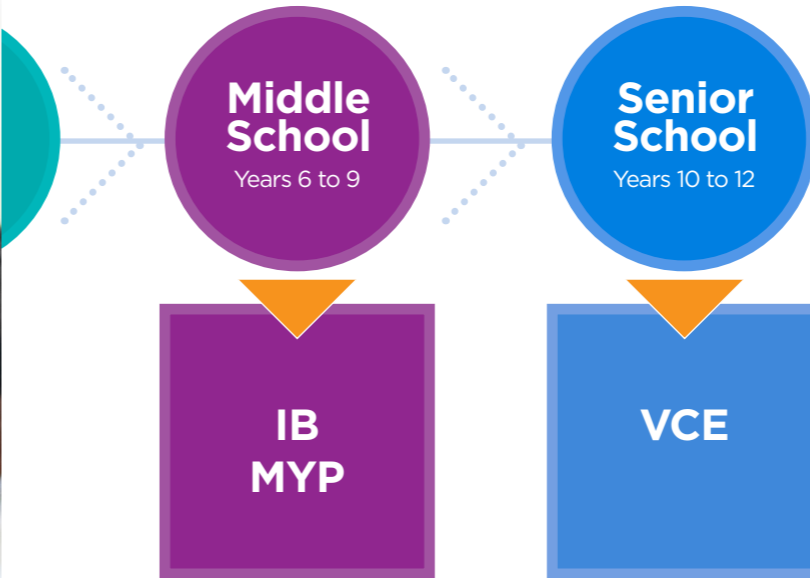 Middle
School
Years 6 to 9
IB
MYP
Senior
School
Years 10 to 12
VCE